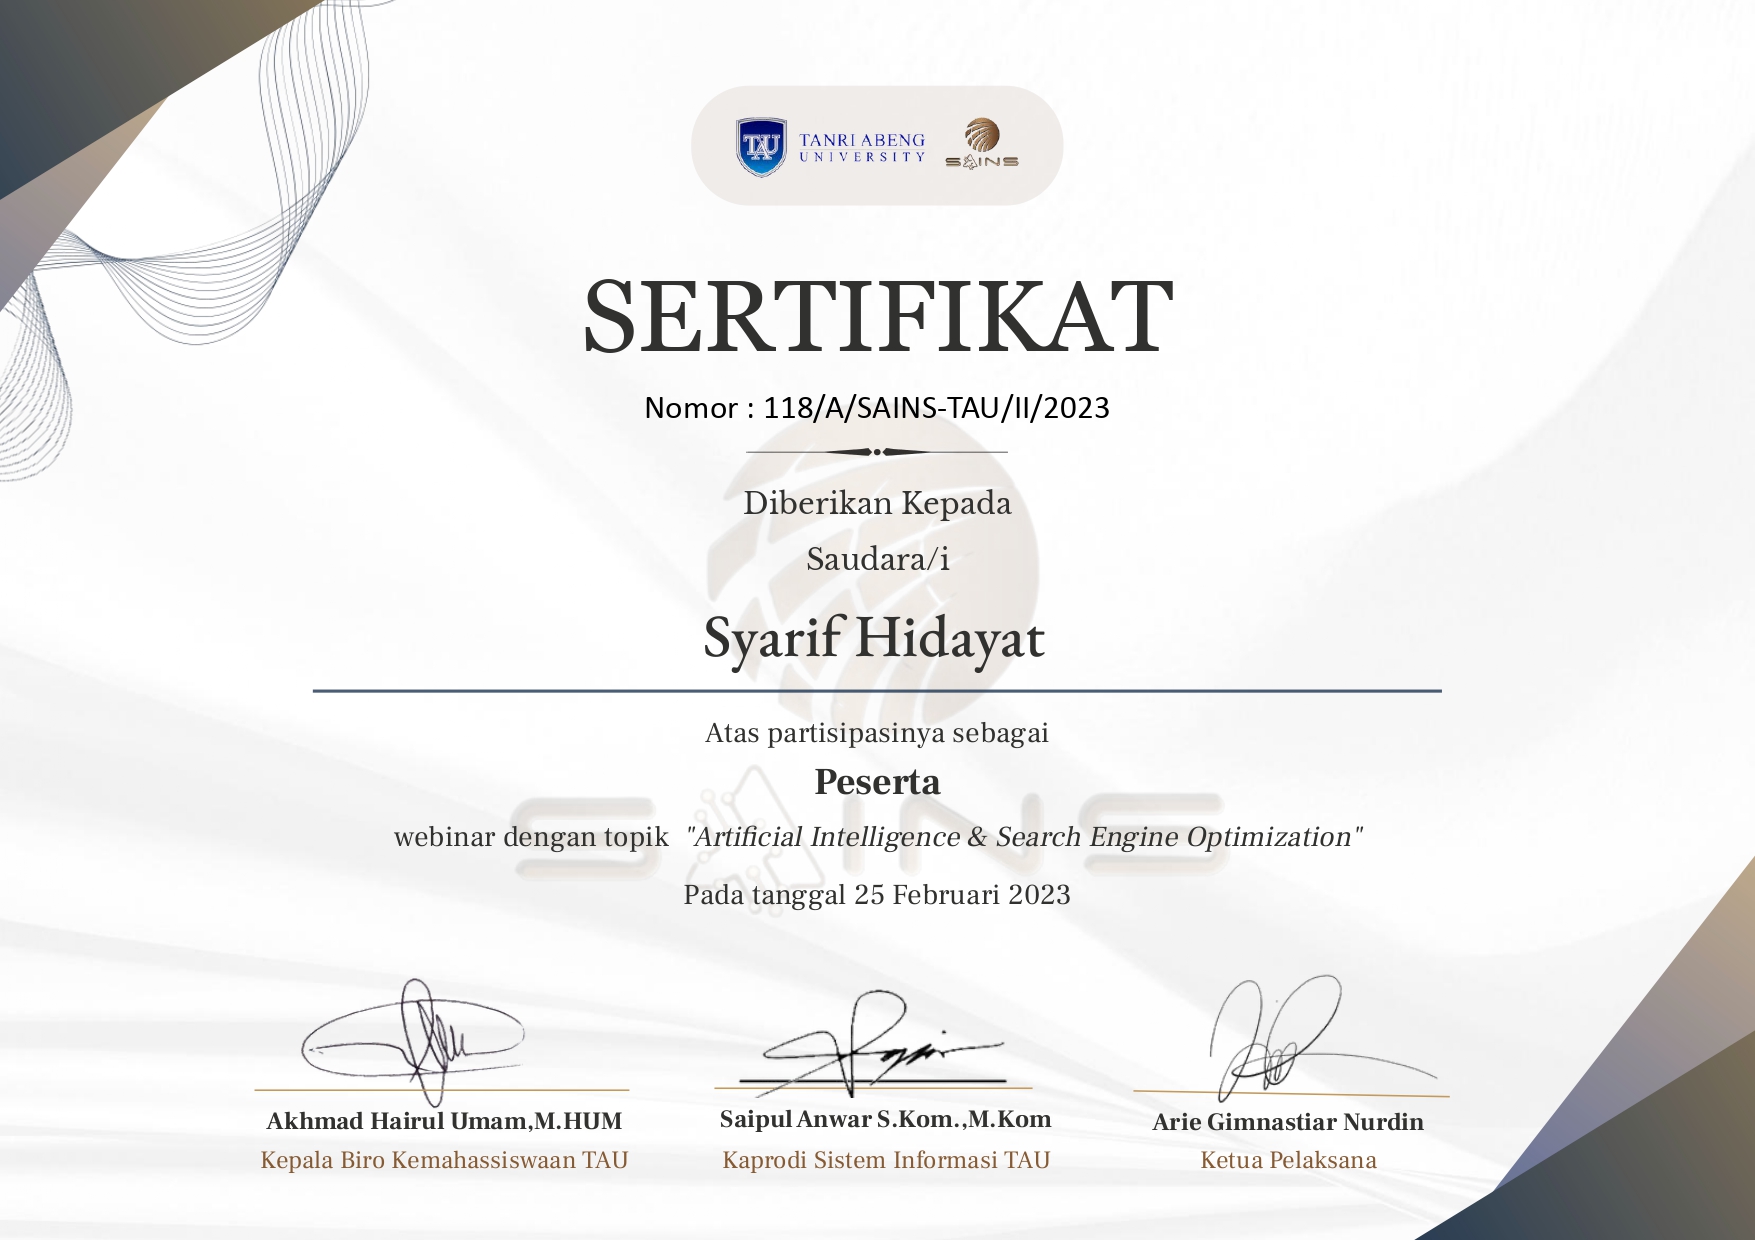 TAU
TANRI ABENG
UNIVERSITY
SAINS
SERTIFIKAT
Nomor : 118/A/SAINS-TAU/II/2023
Diberikan Kepada
Saudara/i
Syarif Hidayat
Atas partisipasinya sebagai
Peserta
webinar dengan topik "Artificial Intelligence & Search Engine Optimization"
SAINS
Pada tanggal 25 Februari 2023
Akhmad Hairul Umam,M.HUM
Kepala Biro Kemahassiswaan TAU
Saipul Anwar S.Kom.,M.Kom
Kaprodi Sistem Informasi TAU
Arie Gimnastiar Nurdin
Ketua Pelaksana